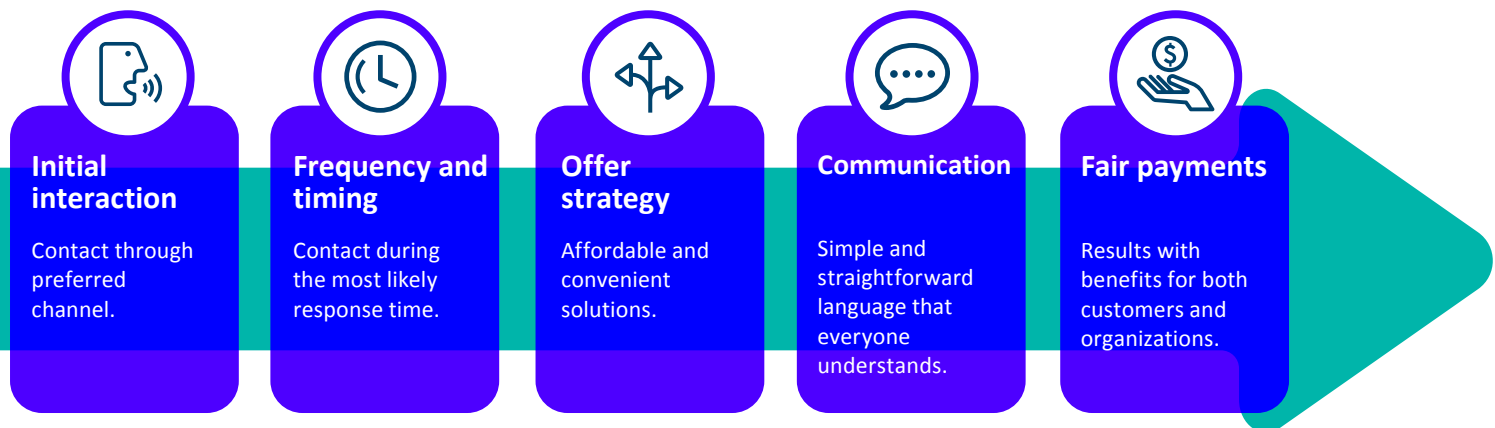 Initial
interaction
Contact through
preferred
channel.
Frequency and
timing
Contact during
the most likely
response time.
Offer
strategy
Affordable and
convenient
solutions.
Communication
Simple and
straightforward
language that
everyone
understands.
$
Fair payments
Results with
benefits for both
customers and
organizations.